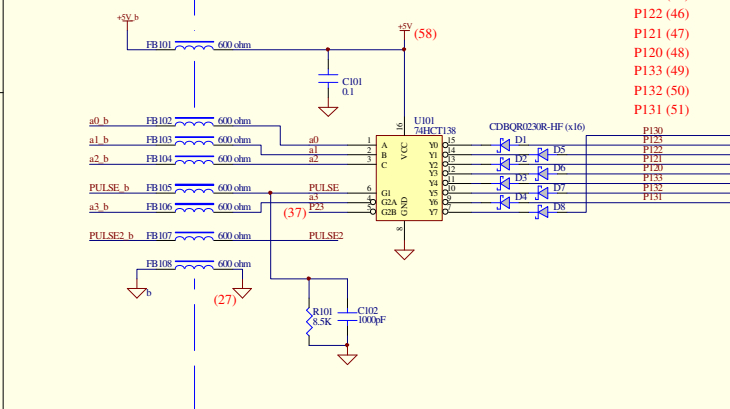 +5V_b
+5V
(58)
P122 (46)
P121 (47)
P120 (48)
P133 (49)
P132 (50)
P131 (51)
FB101
600 ohm
C101
0.1
U101
74HCT138
CDBQR0230R-HF (x16)
a0_b
FB102
600 ohm
a1_b
FB103
600 ohm
a2_b
FB104
600 ohm
PULSE_b
FB105
600 ohm
a3_b
FB106
600 ohm
PULSE2_b
FB107
600 ohm
PULSE2
FB108
600 ohm
b
(27)
a0
a1
a2
PULSE
a3
(37)
P23
1
2
3
6
4
5
16
8
A
B
C
G1
G2A
G2B
VCC
GND
Y0
Y1
Y2
Y3
Y4
Y5
Y6
Y7
15
14
13
12
11
10
9
7
D1
D5
D2
D6
D3
D7
D4
D8
P130
P123
P122
P121
P120
P133
P132
P131
R101
8.5K
C102
1000pF